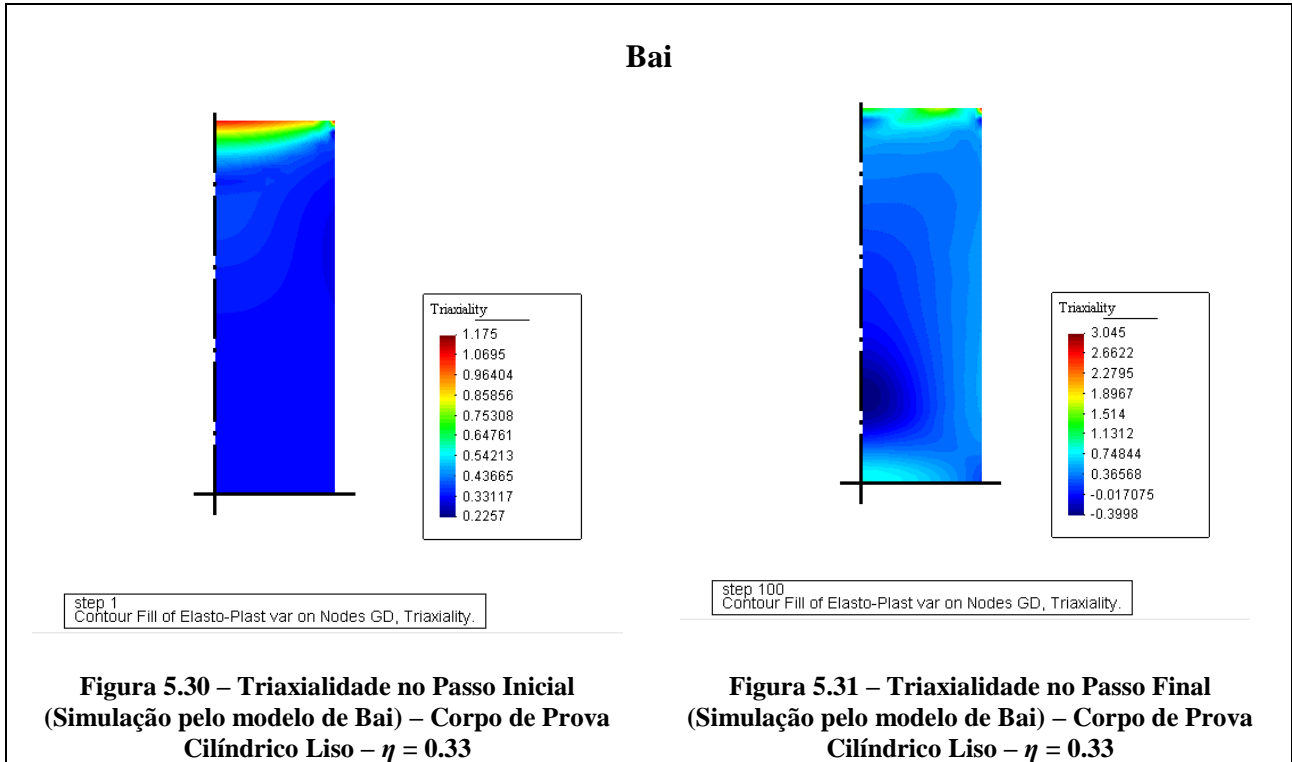 Bai
Triaxiality
1.175
1.0695
0.96404
0.85856
0.75308
0.64761
0.54213
0.43665
0.33117
0.2257
step 1
Contour Fill of Elasto-Plast var on Nodes GD, Triaxiality.
Figura 5.30 – Triaxialidade no Passo Inicial
(Simulação pelo modelo de Bai) – Corpo de Prova
Cilíndrico Liso – η = 0.33
Triaxiality
3.045
2.6622
2.2795
1.8967
1.514
1.1312
0.74844
0.36568
-0.017075
-0.3998
step 100
Contour Fill of Elasto-Plast var on Nodes GD, Triaxiality.
Figura 5.31 – Triaxialidade no Passo Final
(Simulação pelo modelo de Bai) – Corpo de Prova
Cilíndrico Liso – η = 0.33